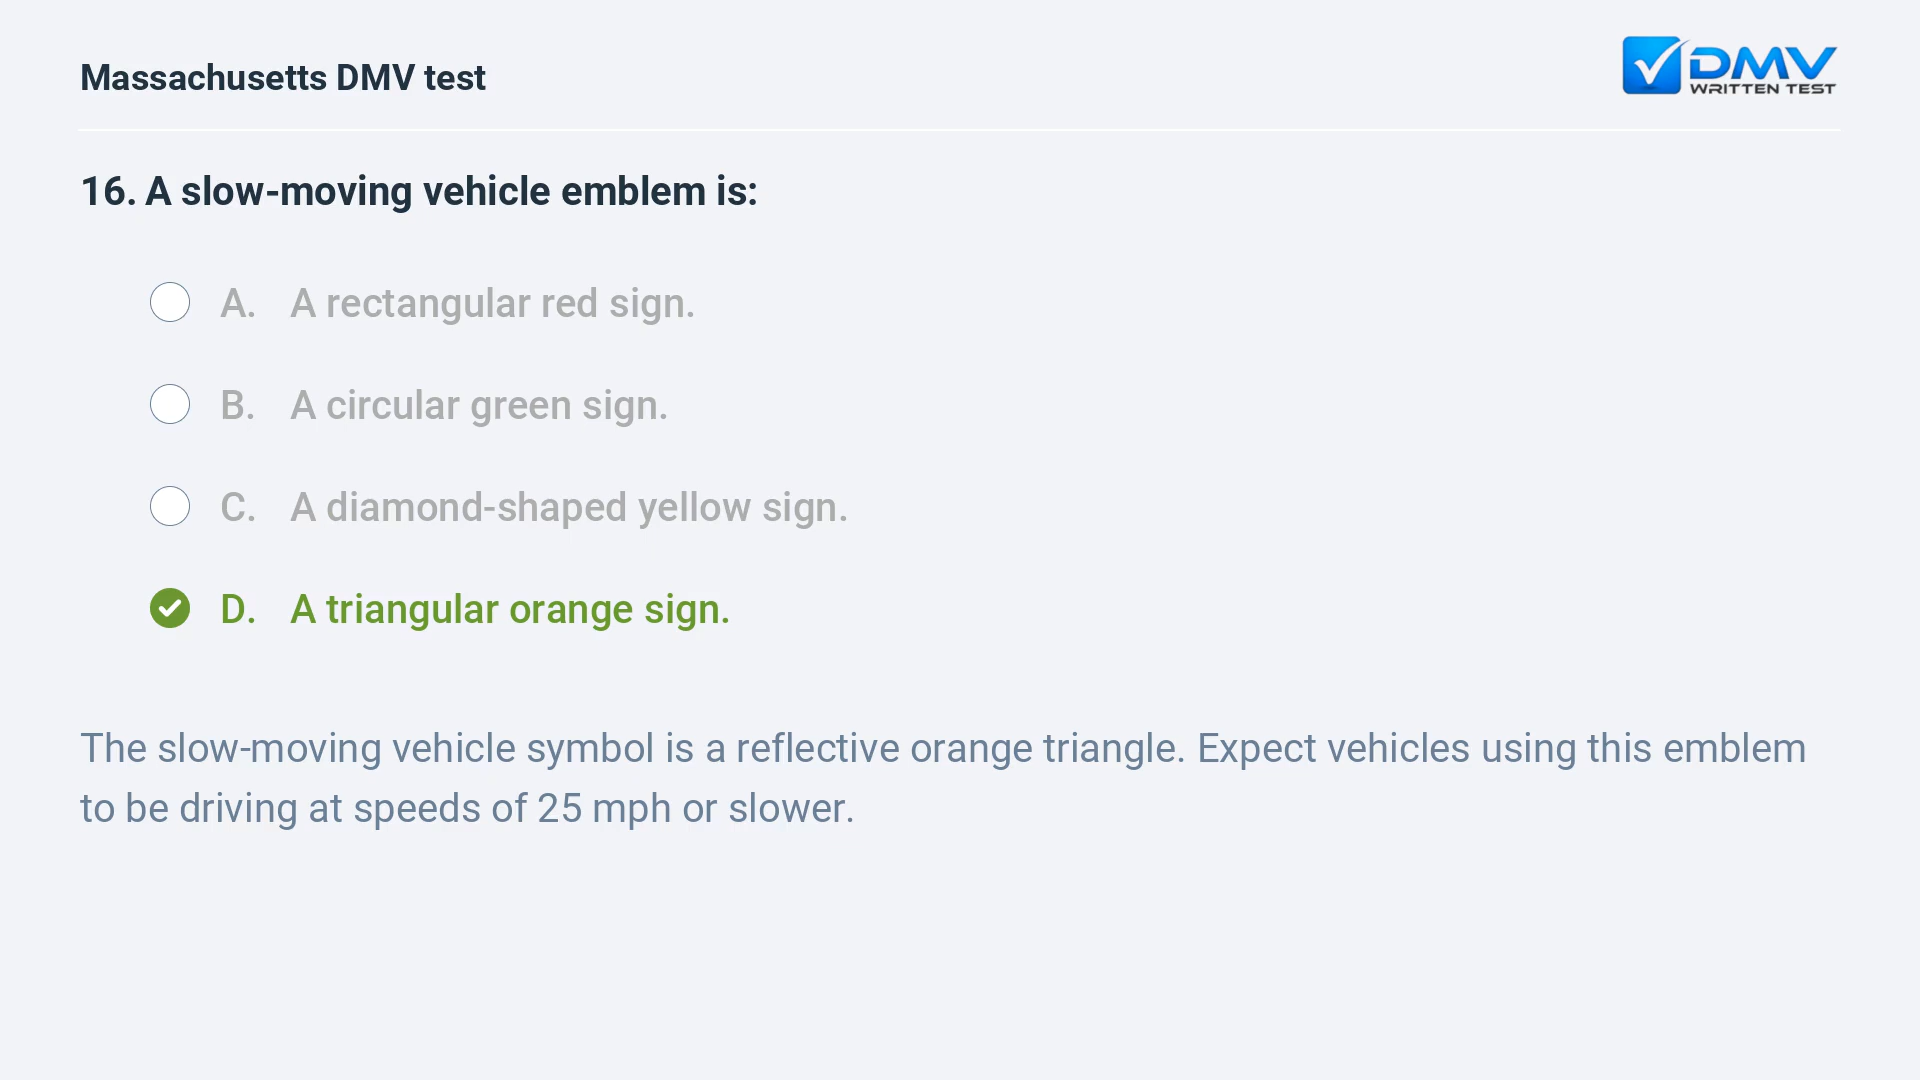 Massachusetts DMV test
DMV
WRITTEN TEST
16. A slow-moving vehicle emblem is:
A. A rectangular red sign.
B. A circular green sign.
C. A diamond-shaped yellow sign.
D. A triangular orange sign.
The slow-moving vehicle symbol is a reflective orange triangle. Expect vehicles using this emblem
to be driving at speeds of 25 mph or slower.